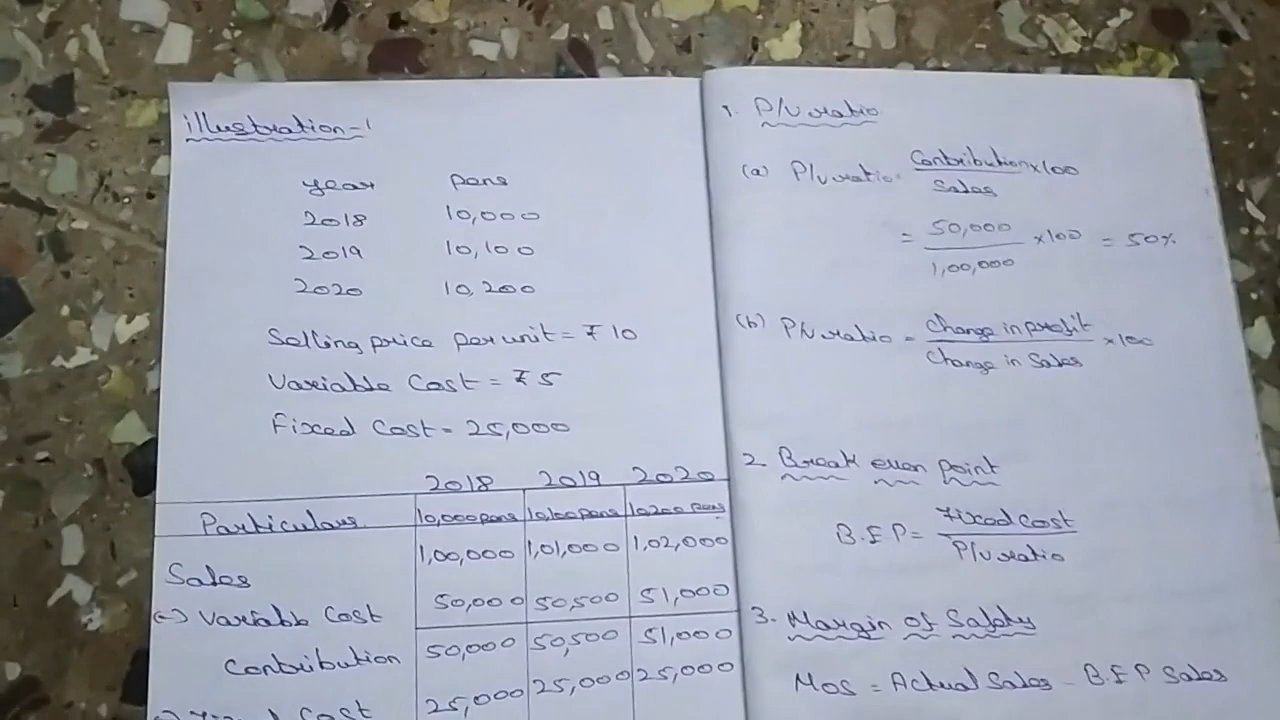 illustration-1
year pens
2018 10,000
2019 10,100
2020 10,200
Selling price per unit = ₹ 10
Variable Cost = ₹ 5
Fixed Cost = 25,000
2018 2019 2020
Particulars 10,000 pens 10,100 pens 10,200 pens
Sales 1,00,000 1,01,000 1,02,000
(-) Variable Cost 50,000 50,500 51,000
Contribution 50,000 50,500 51,000
Cost 25,000 25,000 25,000
1. P/V ratio
(a) P/V ratio = Contribution ×100
Sales
= 50,000 ×100 = 50%
1,00,000
(b) P/V ratio = Change in profit ×100
Change in Sales
2. Break even point
B.E P = Fixed Cost
P/V ratio
3. Margin of Safety
MOS = Actual Sales - B.E P Sales